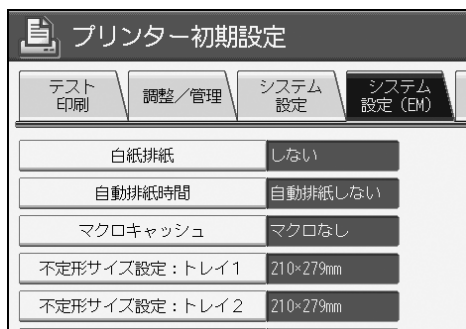 プリンター初期設定
テスト
印刷
調整／管理
システム
設定
システム
設定（EM）
白紙排紙
しない
自動排紙時間
自動排紙しない
マクロキャッシュ
マクロなし
不定形サイズ設定：トレイ1
210×279mm
不定形サイズ設定：トレイ2
210×279mm